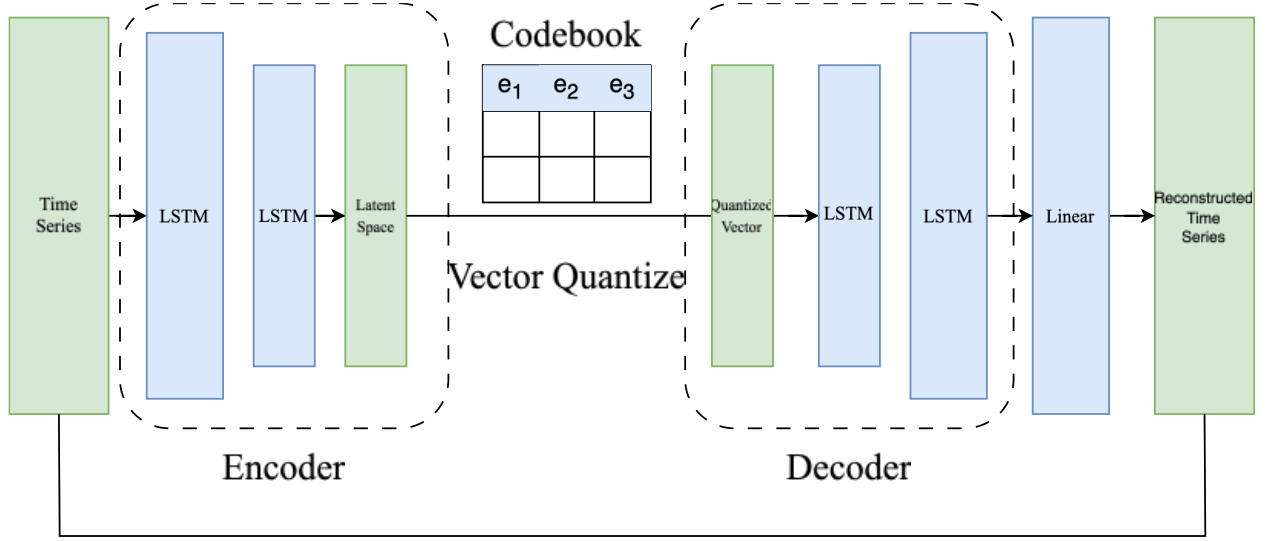 Codebook
e1 e2 e3
Time
Series
LSTM
LSTM
Latent
Space
Vector Quantize
Quantized
Vector
LSTM
LSTM
Linear
Reconstructed
Time
Series
Encoder
Decoder